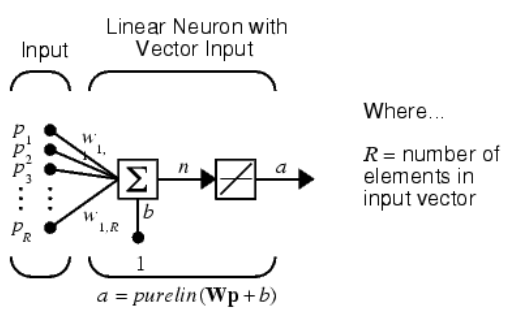 Linear Neuron with
Vector Input
Input
p1
p2
p3
pR
w1,
w1,R
Σ
n
a
b
1
a = purelin(Wp + b)
Where...
R = number of
elements in
input vector